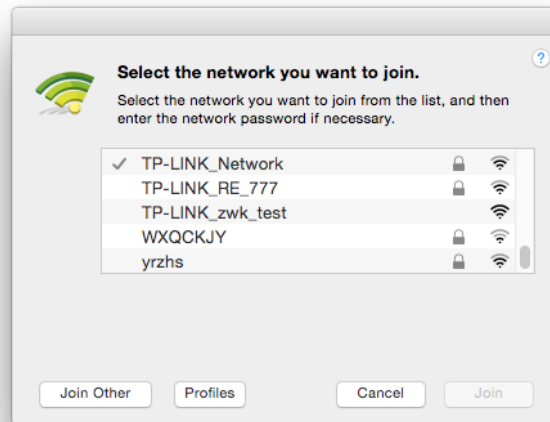 ?
Select the network you want to join.
Select the network you want to join from the list, and then
enter the network password if necessary.
✓ TP-LINK_Network
TP-LINK_RE_777
TP-LINK_zwk_test
WXQCKJY
yrzhs
Join Other Profiles Cancel Join